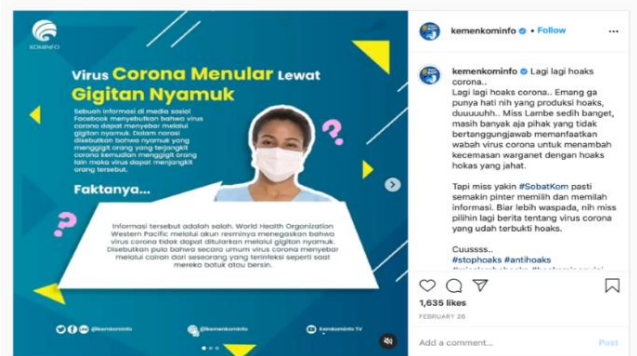 KOMINFO
Virus Corona Menular Lewat
Gigitan Nyamuk
Sebuah informasi di media sosial
Facebook menyebutkan bahwa virus
corona dapat menyebar melalui
gigitan nyamuk. Dalam narasi
disebutkan bahwa nyamuk yang
menggigit orang yang terjangkit
corona kemudian menggigit orang
lain maka virus dapat menjangkit
orang tersebut.
Faktanya...
Informasi tersebut adalah salah. World Health Organization
Western Pacific melalui akun resminya menegaskan bahwa
virus corona tidak dapat ditularkan melalui gigitan nyamuk.
Disebutkan pula bahwa secara umum virus corona menyebar
melalui cairan dari seseorang yang terinfeksi seperti saat
mereka batuk atau bersin.
@kemenkominfo
@kemenkominfo
Kemkominfo TV
kemenkominfo • Follow
kemenkominfo Lagi lagi hoaks
corona..
Lagi lagi hoaks corona.. Emang ga
punya hati nih yang produksi hoaks,
duuuuuhh.. Miss Lambe sedih banget,
masih banyak aja pihak yang tidak
bertanggungjawab memanfaatkan
wabah virus corona untuk menambah
kecemasan warganet dengan hoaks
hokas yang jahat.
Tapi miss yakin #SobatKom pasti
semakin pinter memilih dan memilah
informasi. Biar lebih waspada, nih miss
pilihin lagi berita tentang virus corona
yang udah terbukti hoaks.
Cuussss..
#stophoaks #antihoaks
1,635 likes
FEBRUARY 26
Add a comment...
Post